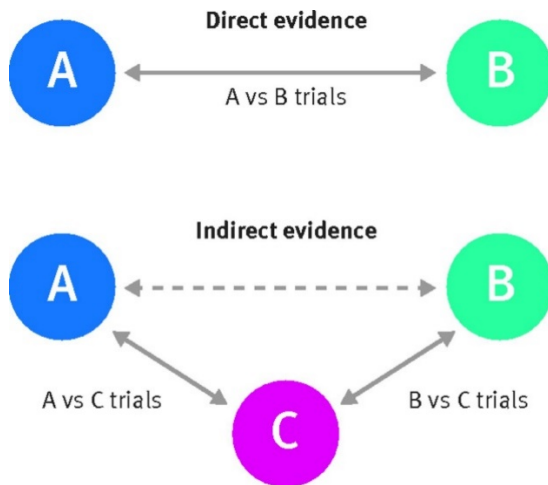 Direct evidence
A
B
A vs B trials
Indirect evidence
A
B
A vs C trials
B vs C trials
C